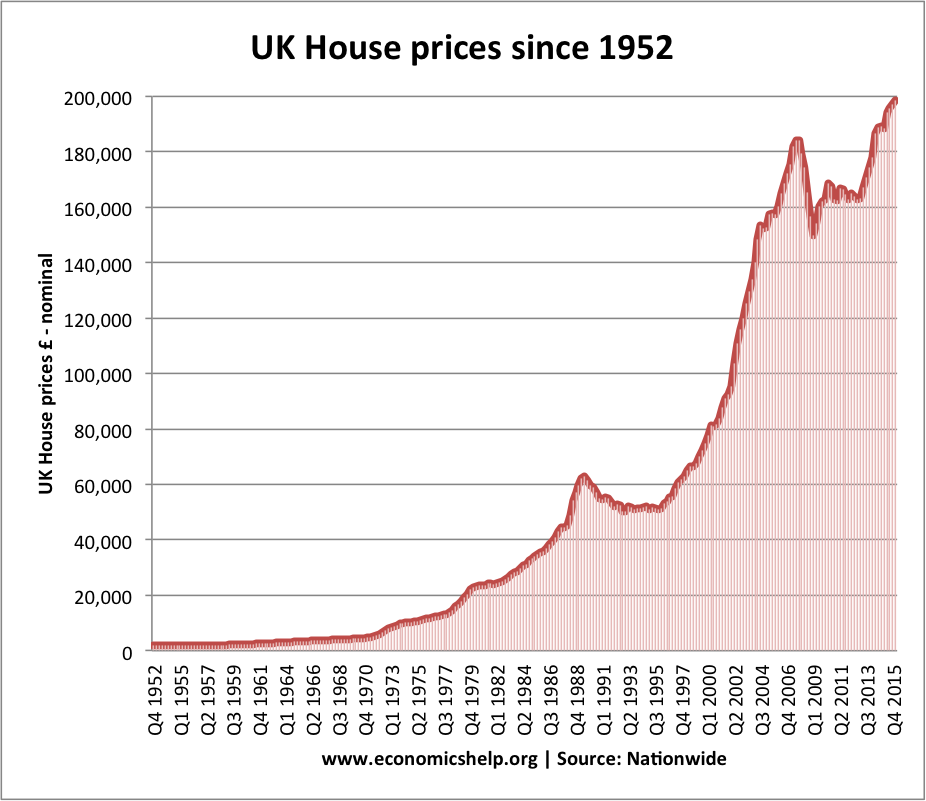 UK House prices since 1952
UK House prices £ - nominal
200,000
180,000
160,000
140,000
120,000
100,000
80,000
60,000
40,000
20,000
0
Q4 1952
Q1 1955
Q2 1957
Q3 1959
Q4 1961
Q1 1964
Q2 1966
Q3 1968
Q4 1970
Q1 1973
Q2 1975
Q3 1977
Q4 1979
Q1 1982
Q2 1984
Q3 1986
Q4 1988
Q1 1991
Q2 1993
Q3 1995
Q4 1997
Q1 2000
Q2 2002
Q3 2004
Q4 2006
Q1 2009
Q2 2011
Q3 2013
Q4 2015
www.economicshelp.org | Source: Nationwide